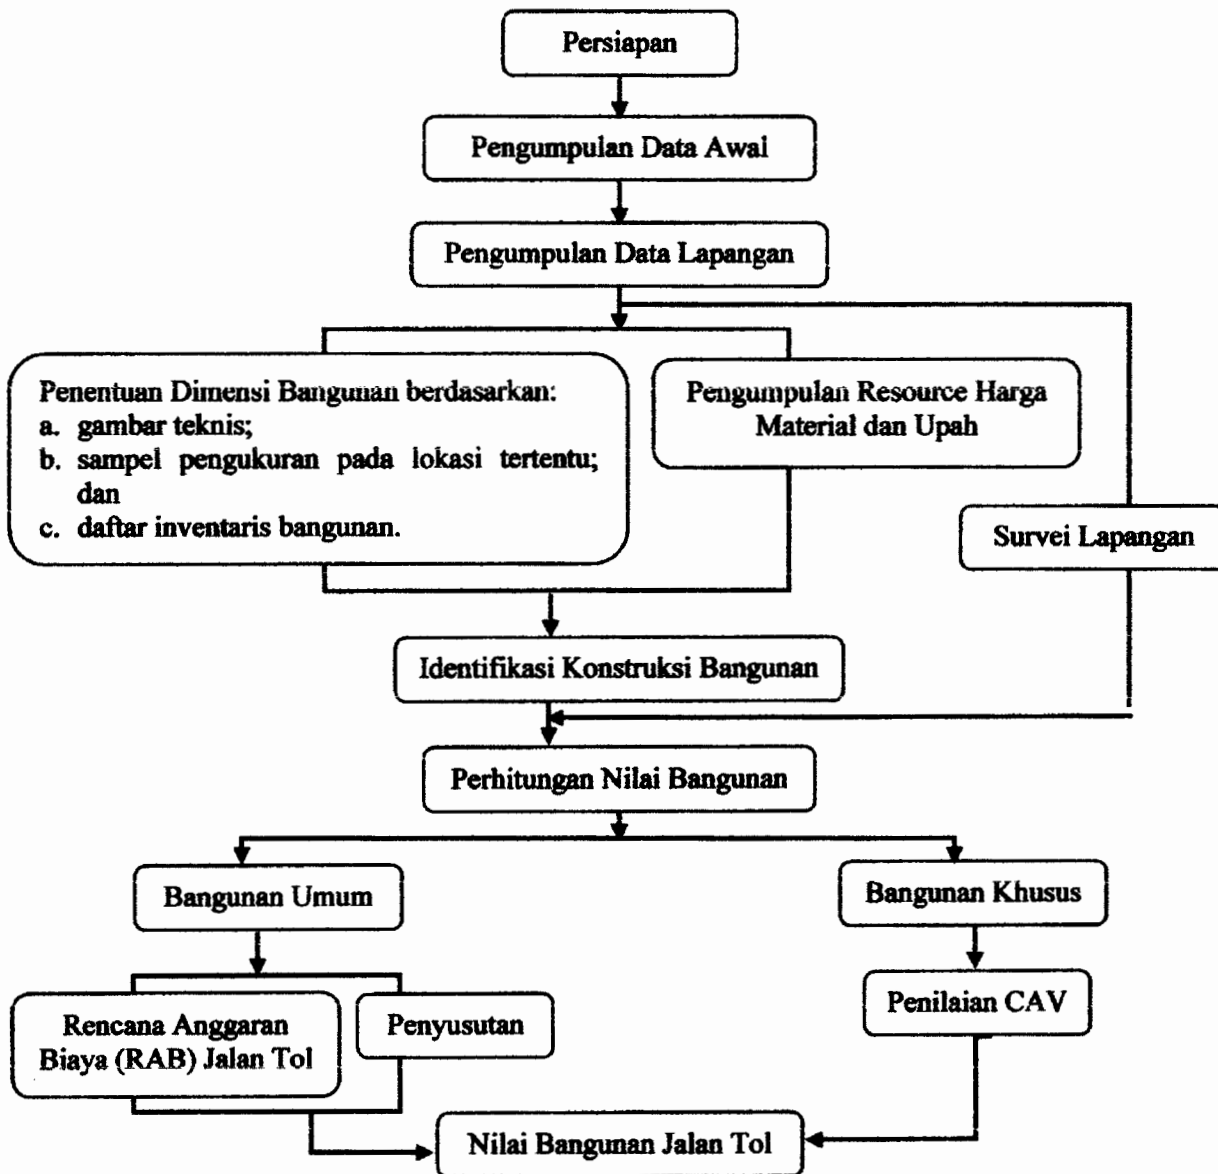 Persiapan
Pengumpulan Data Awal
Pengumpulan Data Lapangan
Penentuan Dimensi Bangunan berdasarkan:
a. gambar teknis;
b. sampel pengukuran pada lokasi tertentu;
dan
c. daftar inventaris bangunan.
Pengumpulan Resource Harga
Material dan Upah
Survei Lapangan
Identifikasi Konstruksi Bangunan
Perhitungan Nilai Bangunan
Bangunan Umum
Bangunan Khusus
Rencana Anggaran
Biaya (RAB) Jalan Tol
Penyusutan
Penilaian CAV
Nilai Bangunan Jalan Tol